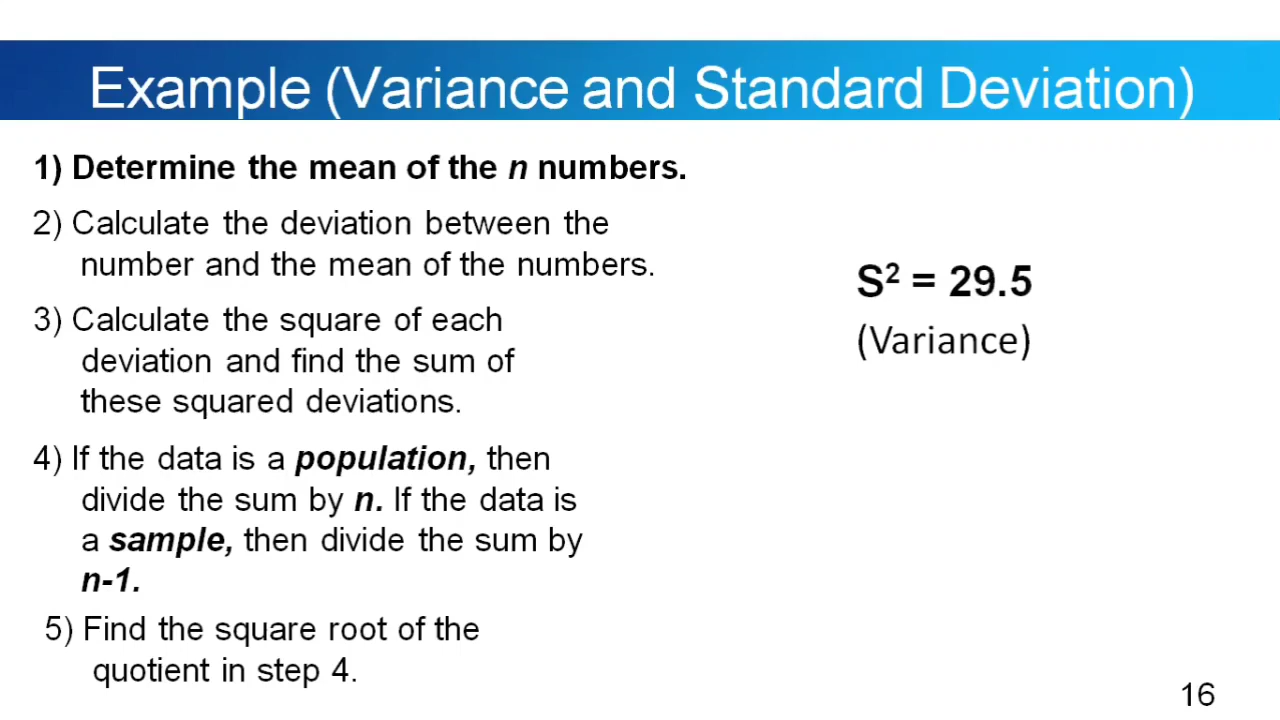 Example (Variance and Standard Deviation)
1) Determine the mean of the n numbers.
2) Calculate the deviation between the
number and the mean of the numbers.
3) Calculate the square of each
deviation and find the sum of
these squared deviations.
4) If the data is a population, then
divide the sum by n. If the data is
a sample, then divide the sum by
n-1.
5) Find the square root of the
quotient in step 4.
S² = 29.5
(Variance)
16